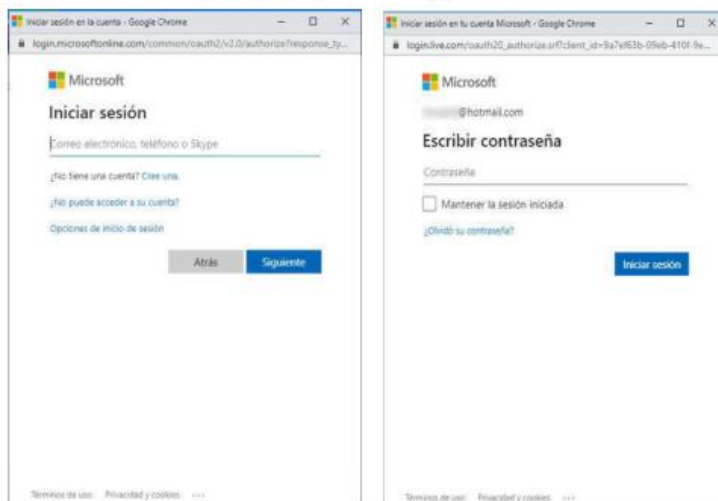 Iniciar sesión en la cuenta - Google Chrome
login.microsoftonline.com/common/oauth2/v2.0/authorize?response_ty...
Microsoft
Iniciar sesión
Correo electrónico, teléfono o Skype
¿No tiene una cuenta? Cree una.
¿No puede acceder a su cuenta?
Opciones de inicio de sesión
Atrás
Siguiente
Términos de uso Privacidad y cookies ...
Iniciar sesión en tu cuenta Microsoft - Google Chrome
login.live.com/oauth20_authorize.srf?client_id=
Microsoft
@hotmail.com
Escribir contraseña
Contraseña
Mantener la sesión iniciada
¿Olvidó su contraseña?
Iniciar sesión
Términos de uso Privacidad y cookies ...